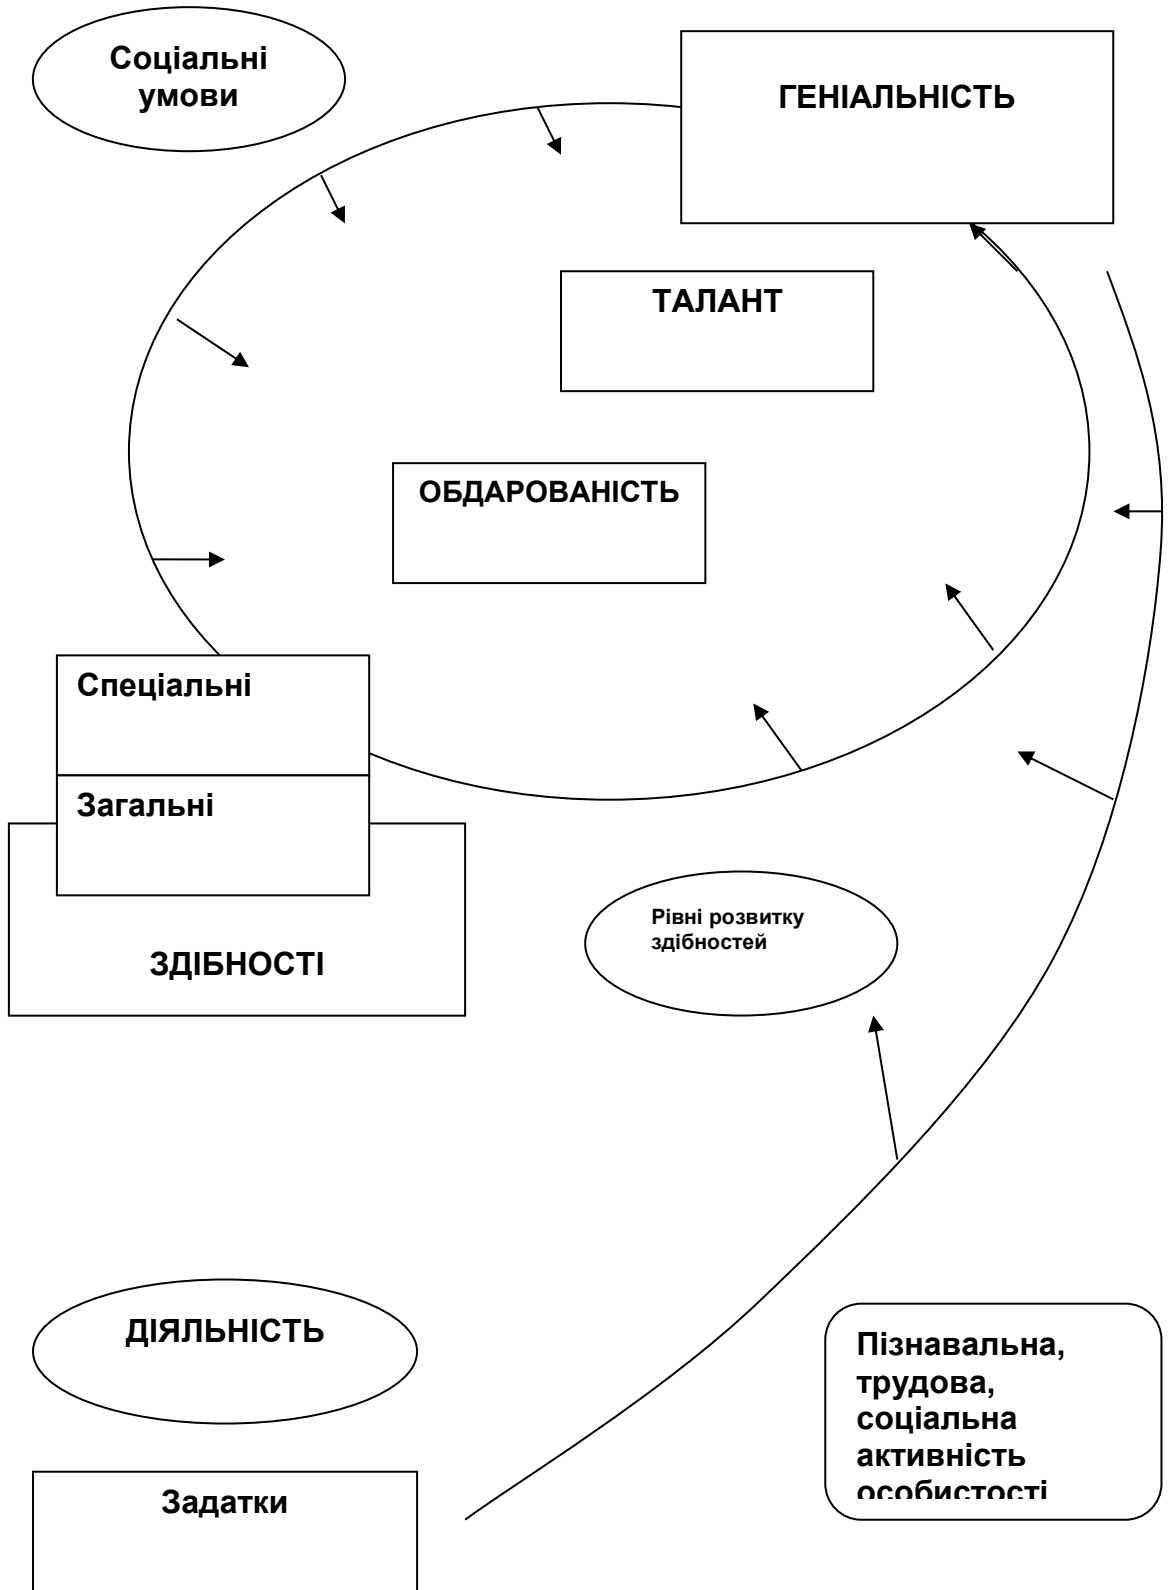 Соціальні
умови
ГЕНІАЛЬНІСТЬ
ТАЛАНТ
ОБДАРОВАНІСТЬ
Спеціальні
Загальні
ЗДІБНОСТІ
Рівні розвитку
здібностей
ДІЯЛЬНІСТЬ
Задатки
Пізнавальна,
трудова,
соціальна
активність
особистості